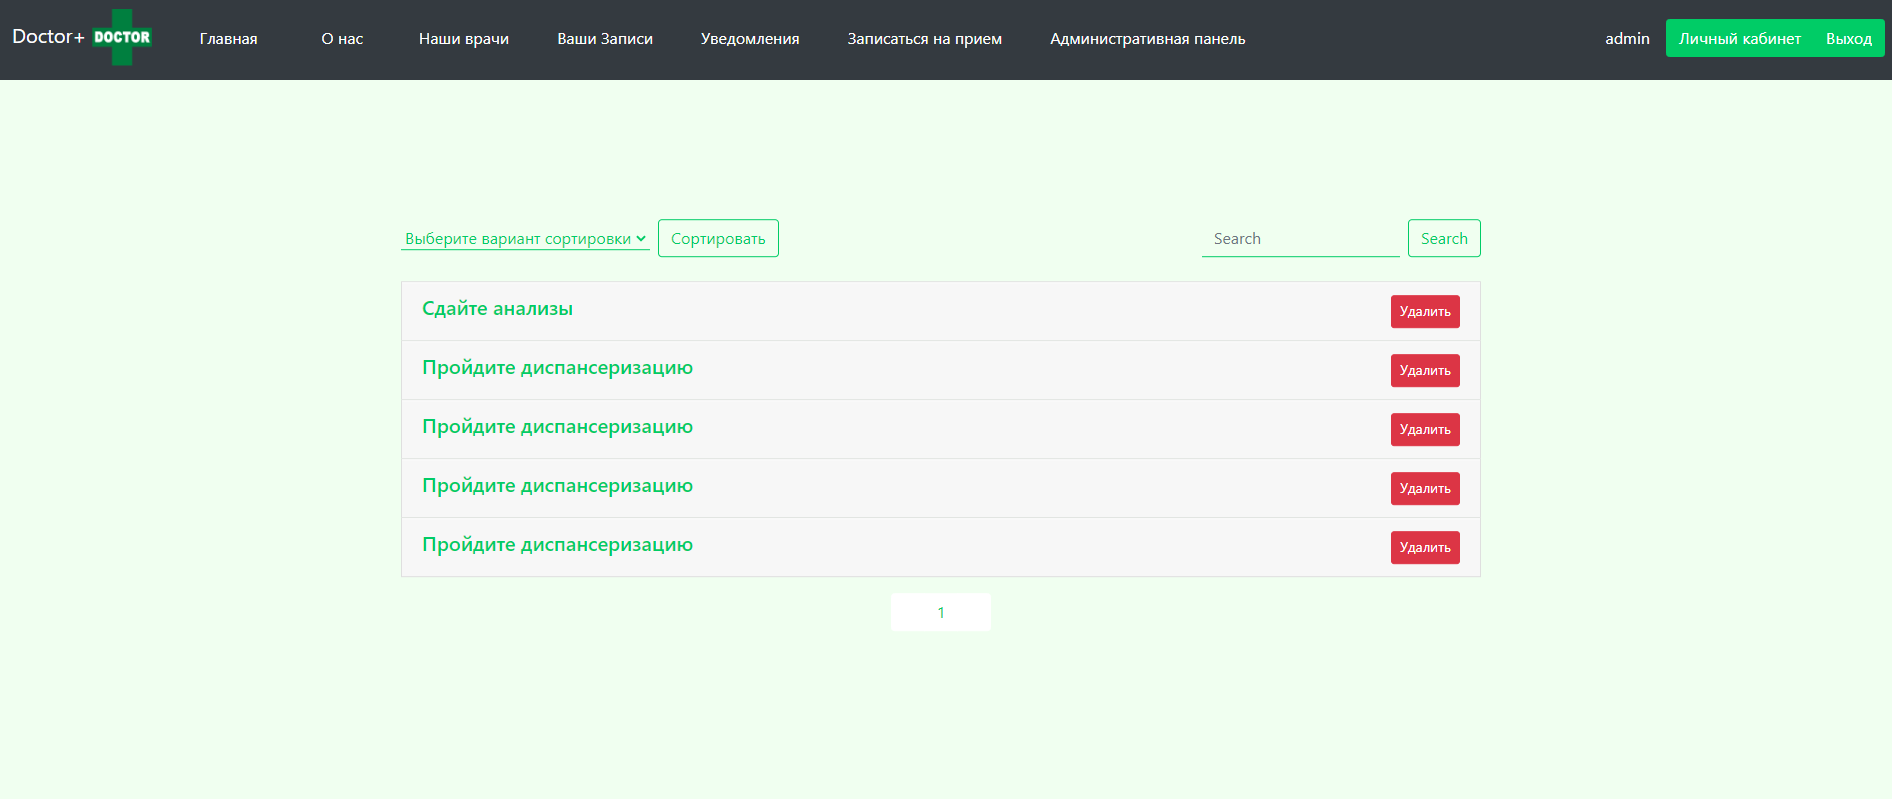 Doctor+ DOCTOR Главная О нас Наши врачи Ваши Записи Уведомления Записаться на прием Административная панель admin Личный кабинет Выход
Выберите вариант сортировки Сортировать Search Search
Сдайте анализы Удалить
Пройдите диспансеризацию Удалить
Пройдите диспансеризацию Удалить
Пройдите диспансеризацию Удалить
Пройдите диспансеризацию Удалить
1